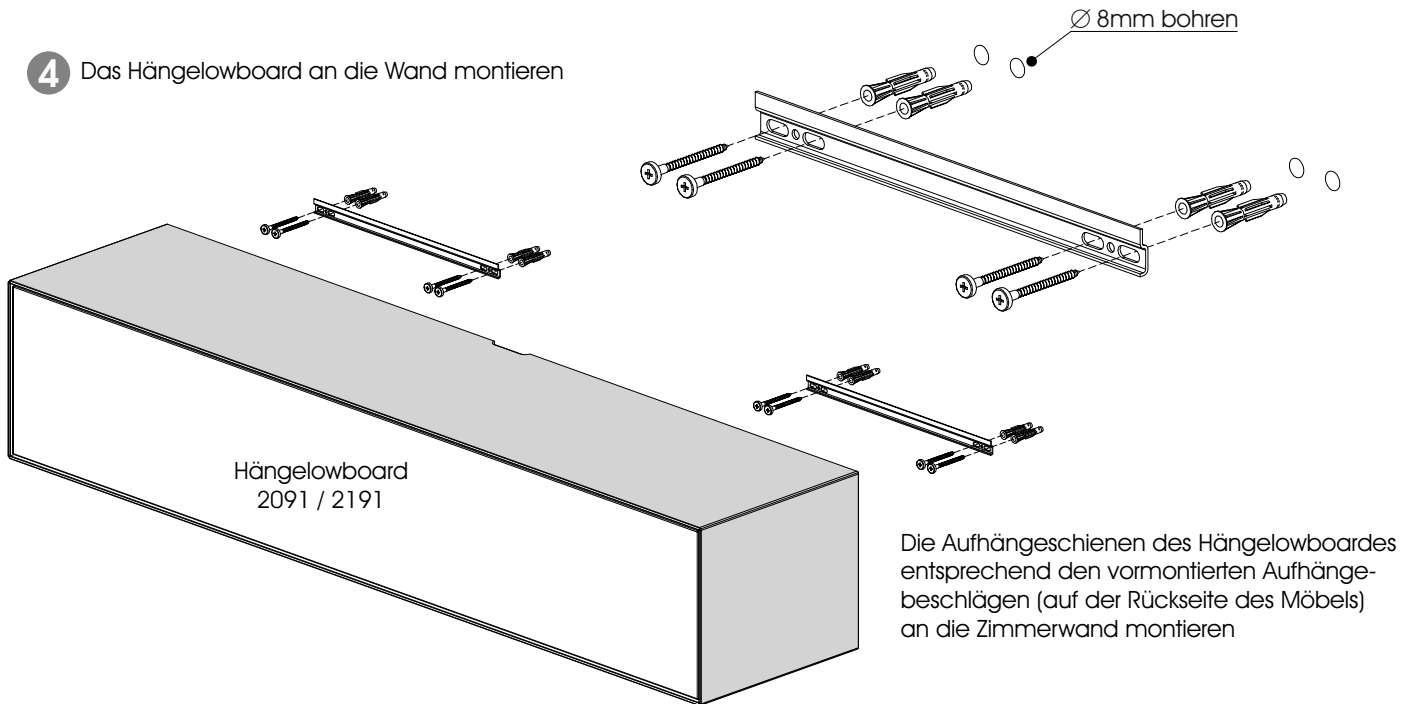 ∅ 8mm bohren
4 Das Hängelowboard an die Wand montieren
Hängelowboard
2091 / 2191
Die Aufhängeschienen des Hängelowboardes
entsprechend den vormontierten Aufhänge-
beschlägen (auf der Rückseite des Möbels)
an die Zimmerwand montieren